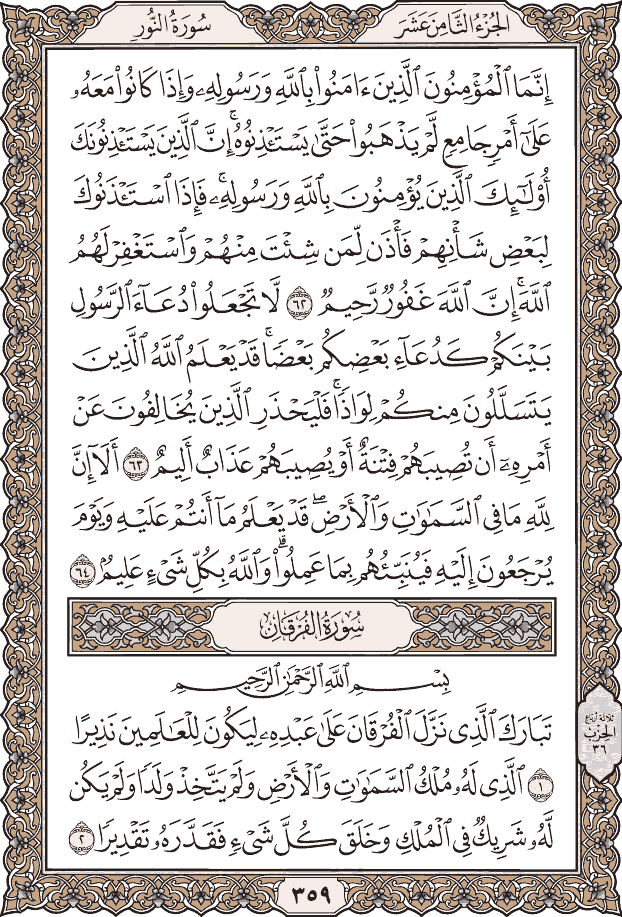 الجُزْءُ الثَّامِنَ عَشَرَ
سُورَةُ النُّورِ
إِنَّمَا ٱلْمُؤْمِنُونَ ٱلَّذِينَ ءَامَنُوا۟ بِٱللَّهِ وَرَسُولِهِۦ وَإِذَا كَانُوا۟ مَعَهُۥ
عَلَىٰٓ أَمْرٍ جَامِعٍ لَّمْ يَذْهَبُوا۟ حَتَّىٰ يَسْتَـْٔذِنُوهُ ۚ إِنَّ ٱلَّذِينَ يَسْتَـْٔذِنُونَكَ
أُو۟لَـٰٓئِكَ ٱلَّذِينَ يُؤْمِنُونَ بِٱللَّهِ وَرَسُولِهِۦ ۚ فَإِذَا ٱسْتَـْٔذَنُوكَ
لِبَعْضِ شَأْنِهِمْ فَأْذَن لِّمَن شِئْتَ مِنْهُمْ وَٱسْتَغْفِرْ لَهُمُ
ٱللَّهَ ۚ إِنَّ ٱللَّهَ غَفُورٌ رَّحِيمٌ ٦٢ لَّا تَجْعَلُوا۟ دُعَآءَ ٱلرَّسُولِ
بَيْنَكُمْ كَدُعَآءِ بَعْضِكُم بَعْضًا ۚ قَدْ يَعْلَمُ ٱللَّهُ ٱلَّذِينَ
يَتَسَلَّلُونَ مِنكُمْ لِوَاذًا ۚ فَلْيَحْذَرِ ٱلَّذِينَ يُخَالِفُونَ عَنْ
أَمْرِهِۦٓ أَن تُصِيبَهُمْ فِتْنَةٌ أَوْ يُصِيبَهُمْ عَذَابٌ أَلِيمٌ ٦٣ أَلَآ إِنَّ
لِلَّهِ مَا فِى ٱلسَّمَـٰوَٰتِ وَٱلْأَرْضِ ۖ قَدْ يَعْلَمُ مَآ أَنتُمْ عَلَيْهِ وَيَوْمَ
يُرْجَعُونَ إِلَيْهِ فَيُنَبِّئُهُم بِمَا عَمِلُوا۟ ۗ وَٱللَّهُ بِكُلِّ شَىْءٍ عَلِيمٌۢ ٦٤
سُورَةُ الفُرْقَانِ
بِسْمِ ٱللَّهِ ٱلرَّحْمَـٰنِ ٱلرَّحِيمِ
تَبَارَكَ ٱلَّذِى نَزَّلَ ٱلْفُرْقَانَ عَلَىٰ عَبْدِهِۦ لِيَكُونَ لِلْعَـٰلَمِينَ نَذِيرًا
١ ٱلَّذِى لَهُۥ مُلْكُ ٱلسَّمَـٰوَٰتِ وَٱلْأَرْضِ وَلَمْ يَتَّخِذْ وَلَدًا وَلَمْ يَكُن
لَّهُۥ شَرِيكٌ فِى ٱلْمُلْكِ وَخَلَقَ كُلَّ شَىْءٍ فَقَدَّرَهُۥ تَقْدِيرًا ٢
ثلاثة أرباع
الحِزْب
٣٦
٣٥٩